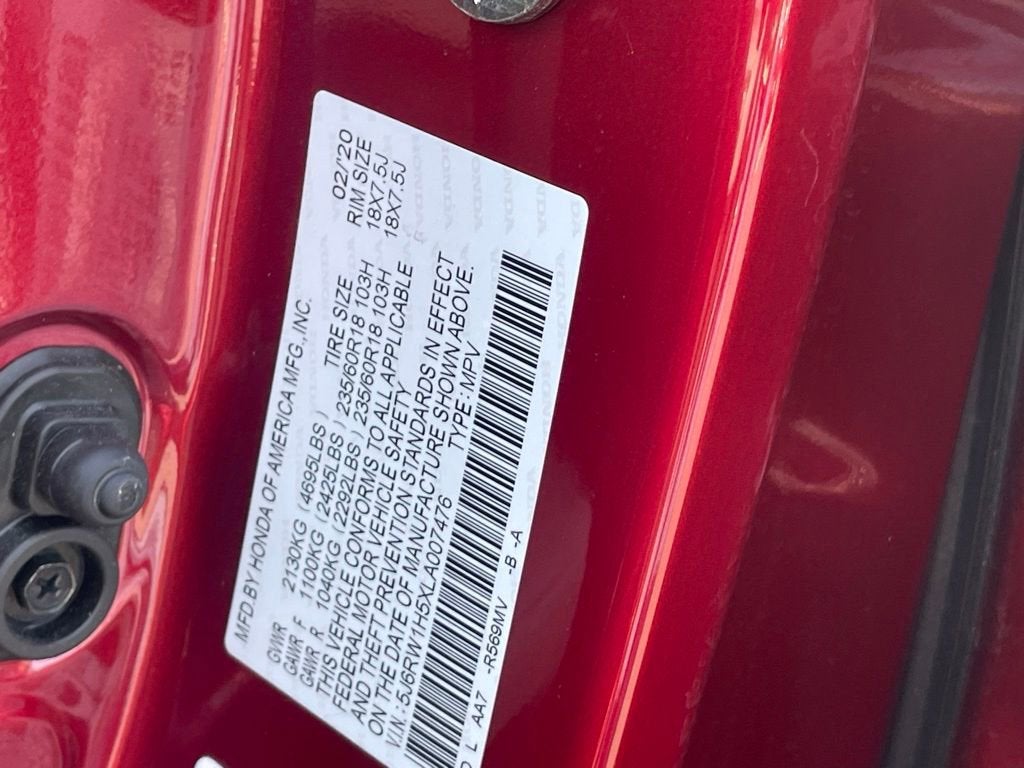 MFD.BY HONDA OF AMERICA MFG.,INC. 02/'20
GVWR 2130KG (4695LBS) TIRE SIZE RIM SIZE
GAWR F 1100KG (2425LBS) 235/60R18 103H 18X7.5J
GAWR R 1040KG (2292LBS) 235/60R18 103H 18X7.5J
THIS VEHICLE CONFORMS TO ALL APPLICABLE
FEDERAL MOTOR VEHICLE SAFETY
AND THEFT PREVENTION STANDARDS IN EFFECT
ON THE DATE OF MANUFACTURE SHOWN ABOVE.
V.I.N.: 5J6RW1H5XLA007476 TYPE: MPV
L AA7 -R569MV -B -A